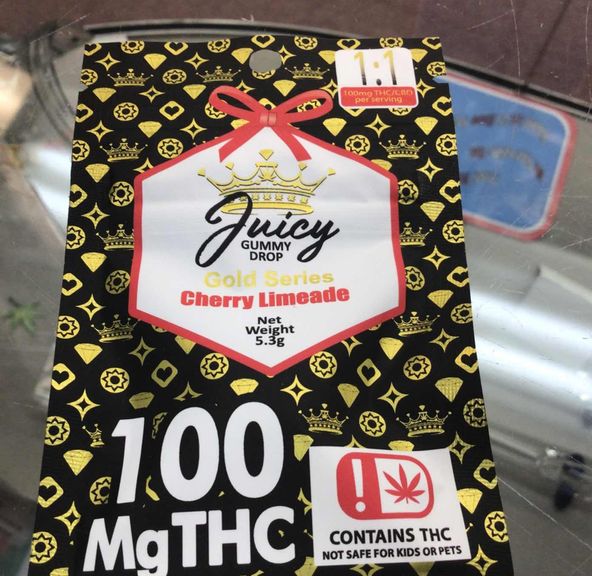 1:1
100mg THC/CBD
per serving
Juicy
GUMMY
DROP
Gold Series
Cherry Limeade
Net
Weight
5.3g
100
MgTHC
!
CONTAINS THC
NOT SAFE FOR KIDS OR PETS